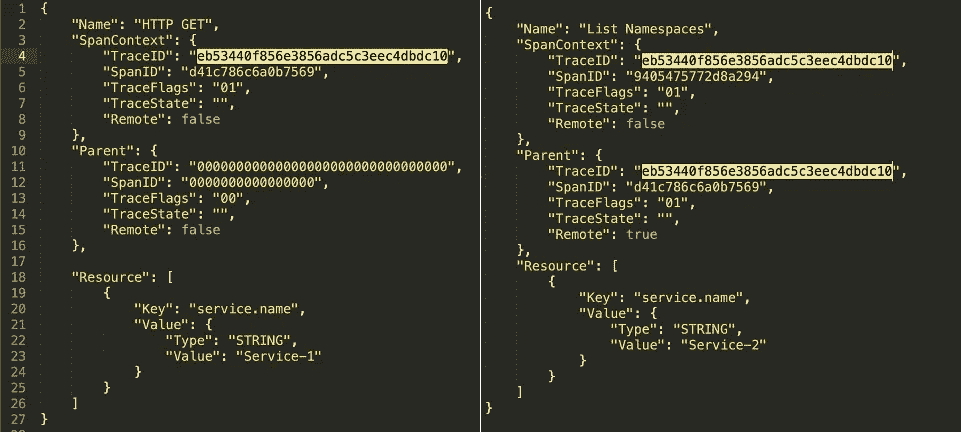 1 {
2     "Name": "HTTP GET",
3     "SpanContext": {
4         "TraceID": "eb53440f856e3856adc5c3eec4dbdc10",
5         "SpanID": "d41c786c6a0b7569",
6         "TraceFlags": "01",
7         "TraceState": "",
8         "Remote": false
9     },
10     "Parent": {
11         "TraceID": "00000000000000000000000000000000",
12         "SpanID": "0000000000000000",
13         "TraceFlags": "00",
14         "TraceState": "",
15         "Remote": false
16     },
17
18     "Resource": [
19         {
20             "Key": "service.name",
21             "Value": {
22                 "Type": "STRING",
23                 "Value": "Service-1"
24             }
25         }
26     ]
27 }
{
    "Name": "List Namespaces",
    "SpanContext": {
        "TraceID": "eb53440f856e3856adc5c3eec4dbdc10",
        "SpanID": "9405475772d8a294",
        "TraceFlags": "01",
        "TraceState": "",
        "Remote": false
    },
    "Parent": {
        "TraceID": "eb53440f856e3856adc5c3eec4dbdc10",
        "SpanID": "d41c786c6a0b7569",
        "TraceFlags": "01",
        "TraceState": "",
        "Remote": true
    },
    "Resource": [
        {
            "Key": "service.name",
            "Value": {
                "Type": "STRING",
                "Value": "Service-2"
            }
        }
    ]
}